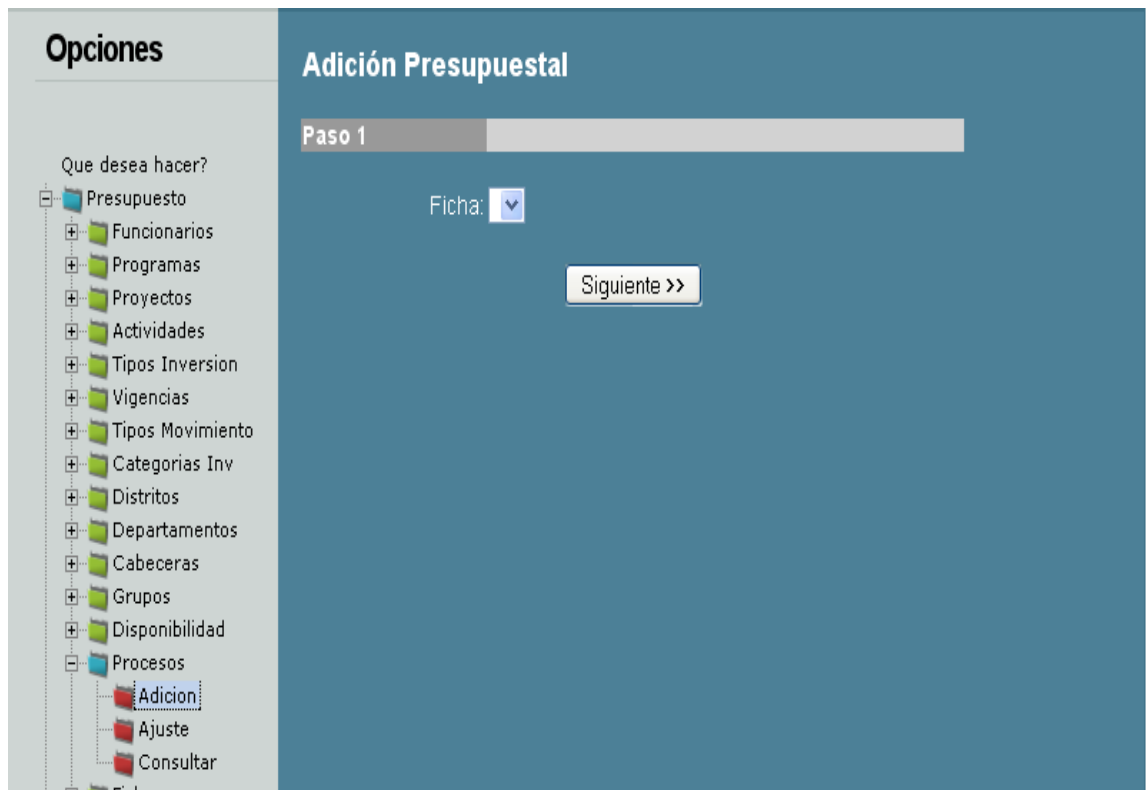 Opciones
Que desea hacer?
Presupuesto
Funcionarios
Programas
Proyectos
Actividades
Tipos Inversion
Vigencias
Tipos Movimiento
Categorias Inv
Distritos
Departamentos
Cabeceras
Grupos
Disponibilidad
Procesos
Adicion
Ajuste
Consultar
Adición Presupuestal
Paso 1
Ficha:
Siguiente >>